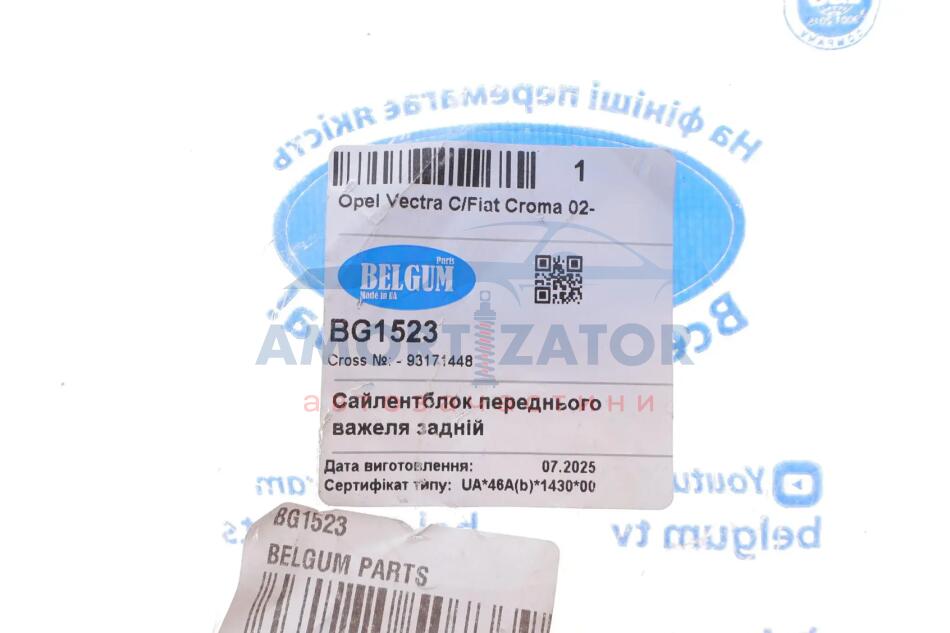 COMPANY
На фініші перемагає якість
1
Opel Vectra C/Fiat Croma 02-
Parts
BELGUM
Made in UA
BG1523
AMORTIZATOR
Cross №: - 93171448
автозапчастини
Сайлентблок переднього
важеля задній
Дата виготовлення: 07.2025
Сертифікат типу: UA*46A(b)*1430*00
Youtu
belgum tv
BG1523
BELGUM PARTS